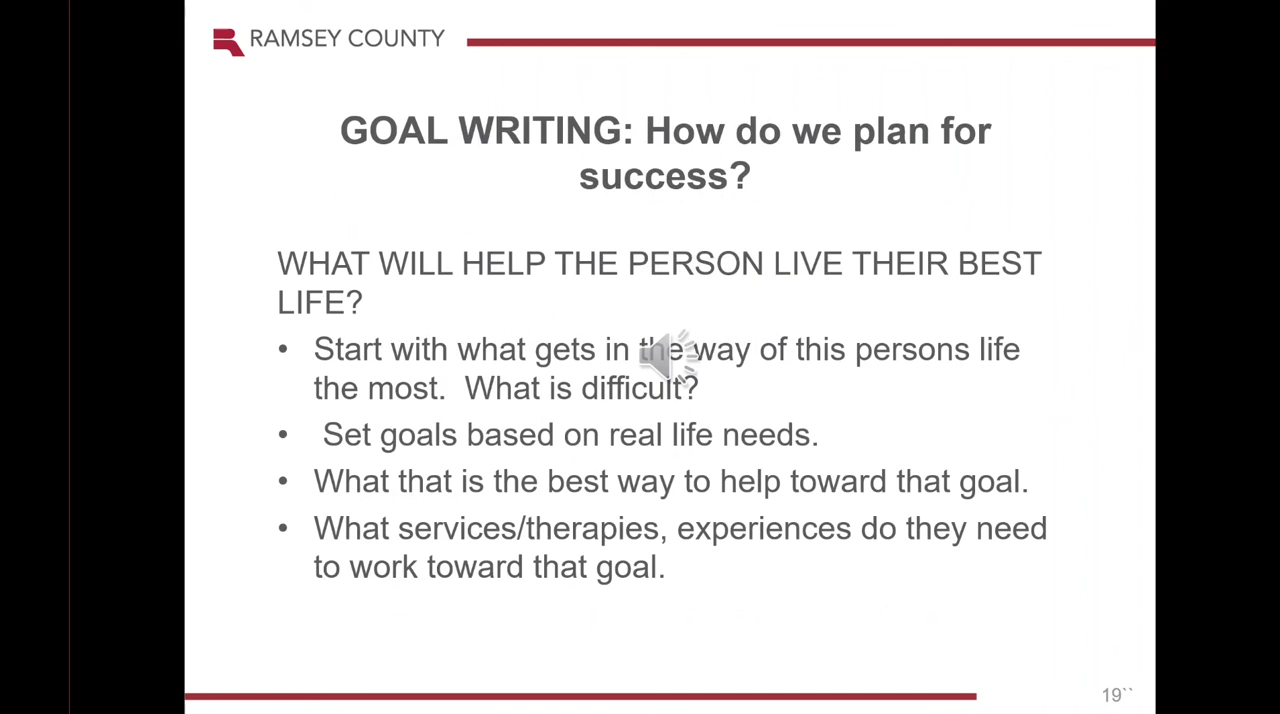 RAMSEY COUNTY
GOAL WRITING: How do we plan for
success?
WHAT WILL HELP THE PERSON LIVE THEIR BEST
LIFE?
• Start with what gets in the way of this persons life
the most.  What is difficult?
•  Set goals based on real life needs.
• What that is the best way to help toward that goal.
• What services/therapies, experiences do they need
to work toward that goal.
19``